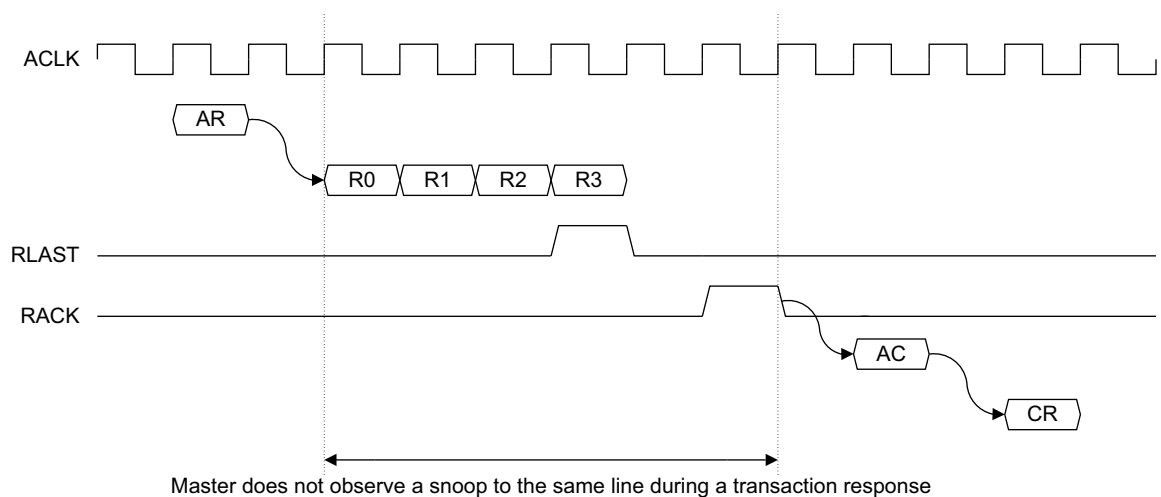 ACLK
AR
R0 R1 R2 R3
RLAST
RACK
AC
CR
Master does not observe a snoop to the same line during a transaction response